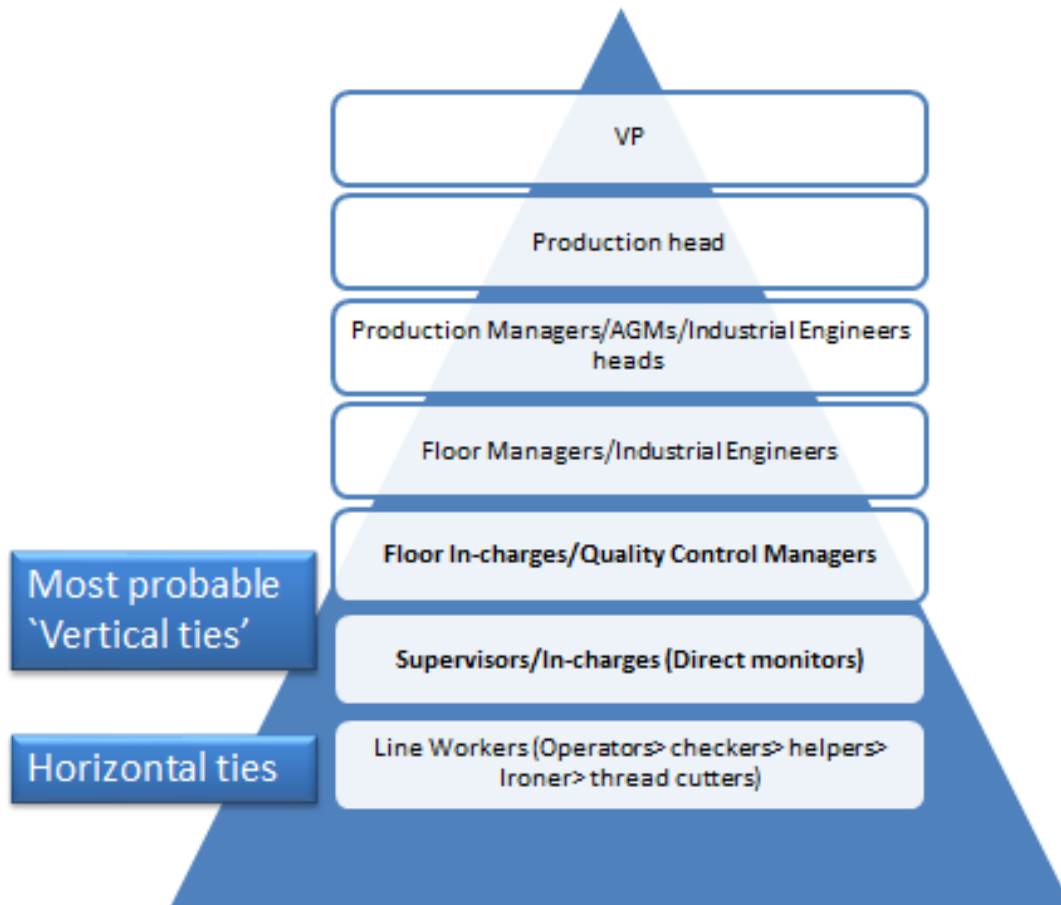 VP
Production head
Production Managers/AGMs/Industrial Engineers
heads
Floor Managers/Industrial Engineers
Floor In-charges/Quality Control Managers
Most probable
`Vertical ties’
Supervisors/In-charges (Direct monitors)
Horizontal ties
Line Workers (Operators> checkers> helpers>
Ironer> thread cutters)